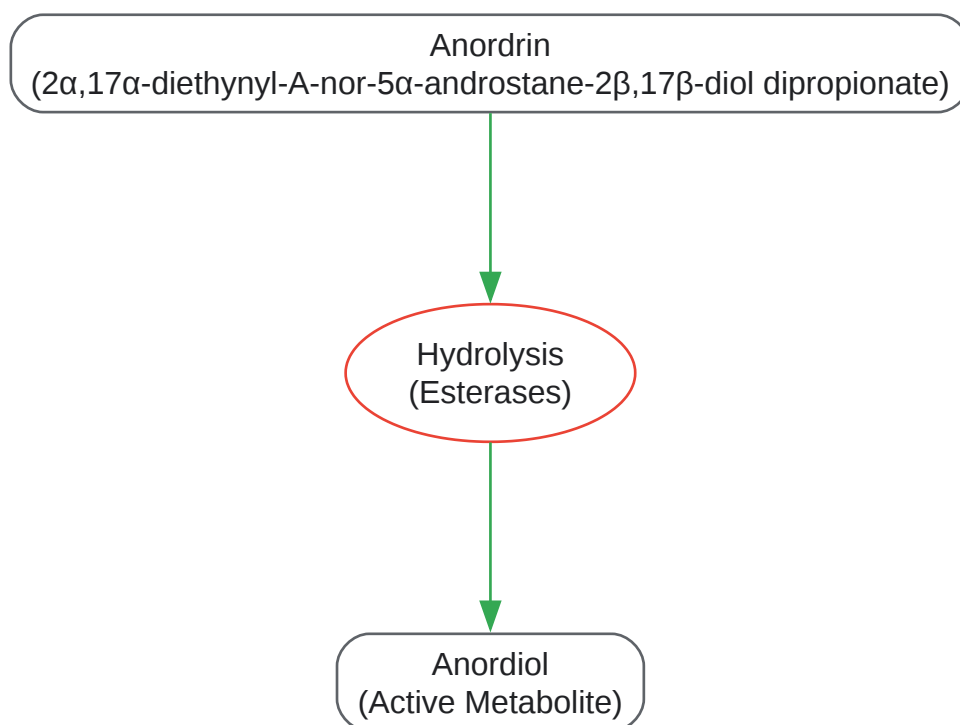 Anordrin
(2α,17α-diethynyl-A-nor-5α-androstane-2β,17β-diol dipropionate)
Hydrolysis
(Esterases)
Anordiol
(Active Metabolite)